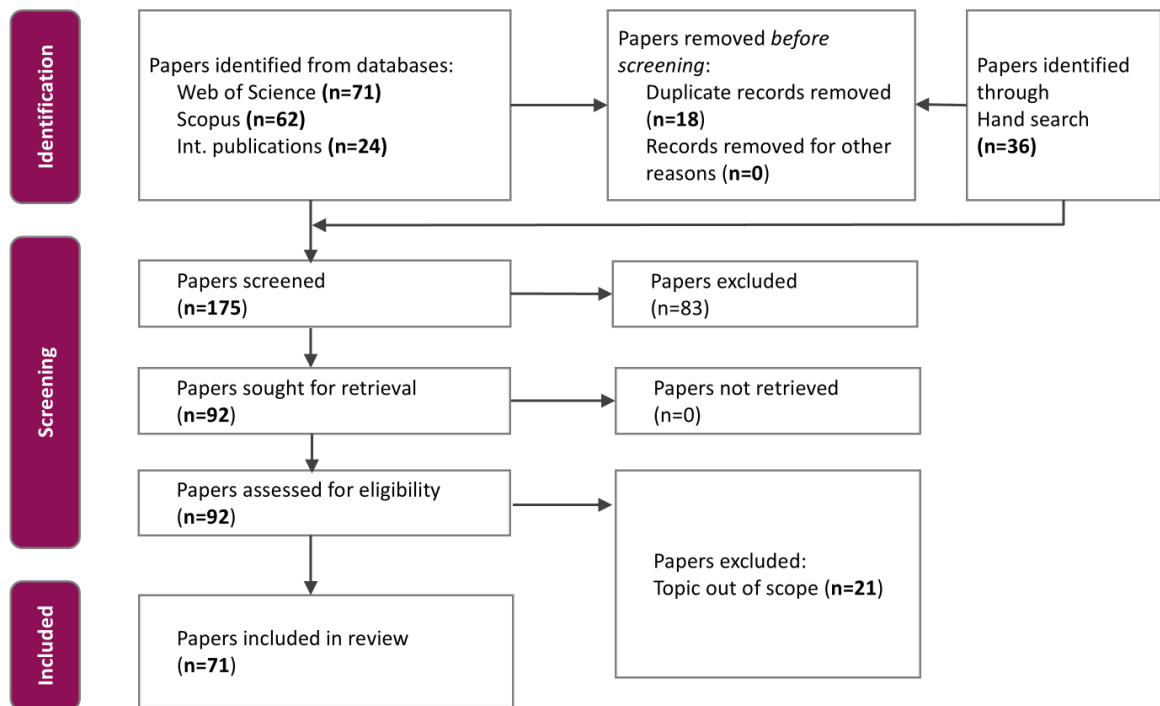 Identification
Papers identified from databases:
Web of Science (n=71)
Scopus (n=62)
Int. publications (n=24)
Papers removed before
screening:
Duplicate records removed
(n=18)
Records removed for other
reasons (n=0)
Papers identified
through
Hand search
(n=36)
Screening
Papers screened
(n=175)
Papers excluded
(n=83)
Papers sought for retrieval
(n=92)
Papers not retrieved
(n=0)
Papers assessed for eligibility
(n=92)
Papers excluded:
Topic out of scope (n=21)
Included
Papers included in review
(n=71)